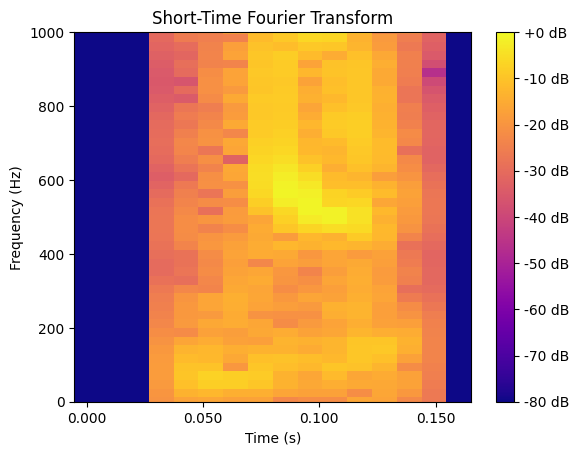 Short-Time Fourier Transform
1000
800
600
400
200
0
Frequency (Hz)
0.000
0.050
0.100
0.150
Time (s)
+0 dB
-10 dB
-20 dB
-30 dB
-40 dB
-50 dB
-60 dB
-70 dB
-80 dB